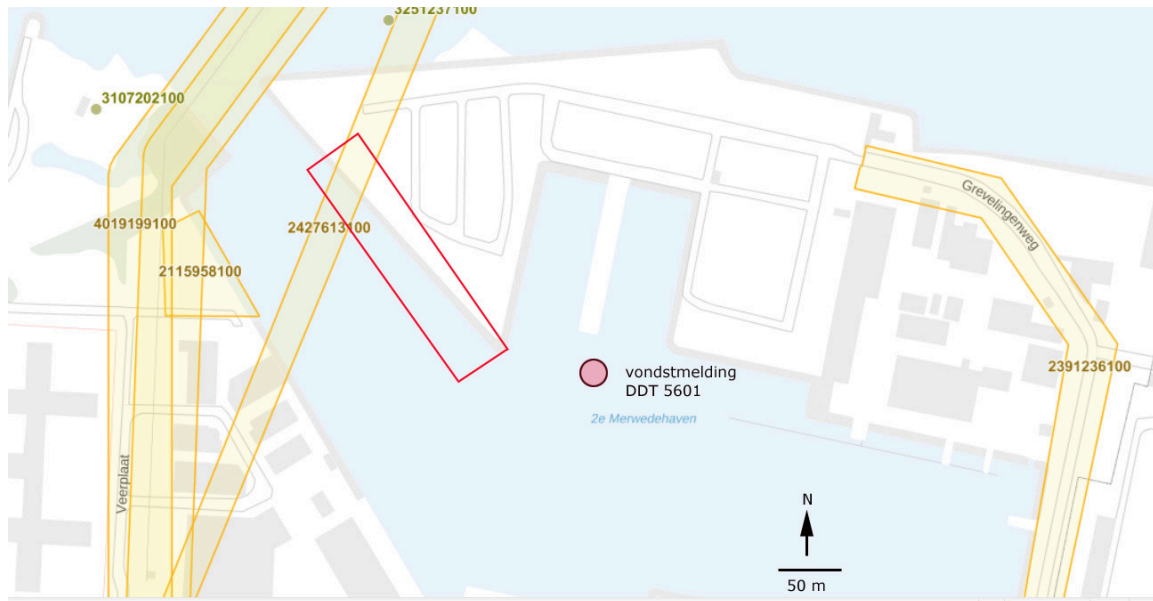 3251237100
3107202100
4019199100
2427613100
2115958100
Grevelingenweg
2391236100
vondstmelding
DDT 5601
2e Merwedehaven
Veerplaat
N
50 m